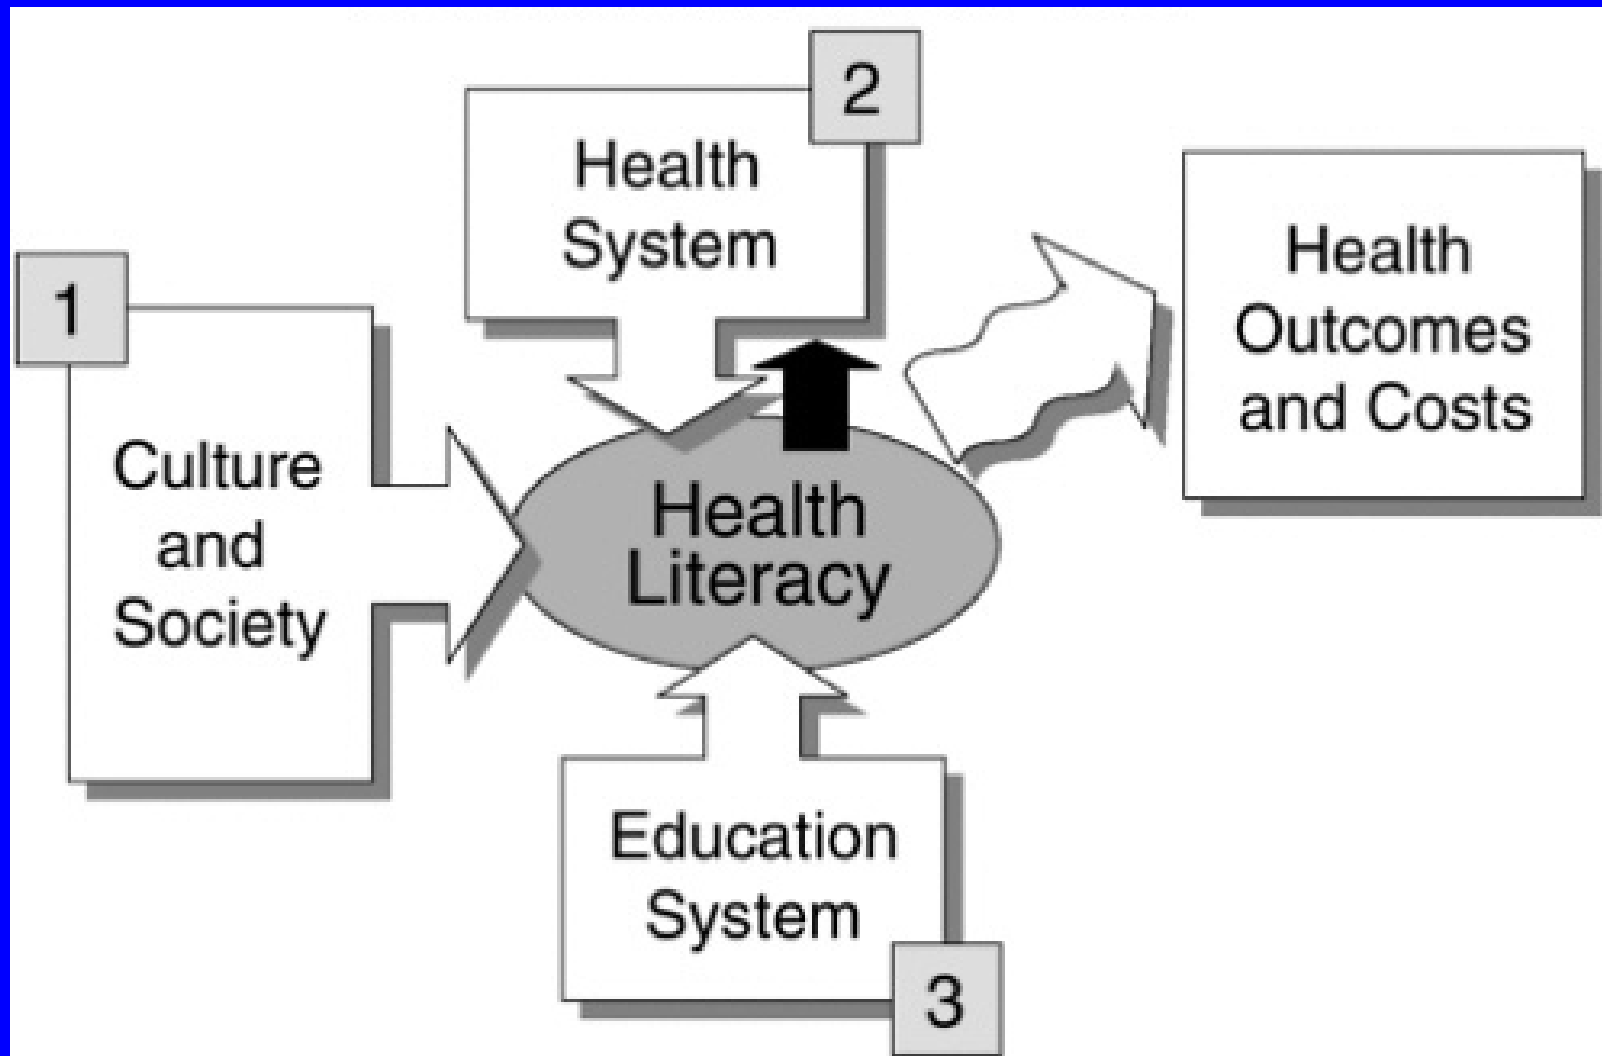 1
Culture
and
Society
2
Health
System
Health
Literacy
Education
System
3
Health
Outcomes
and Costs